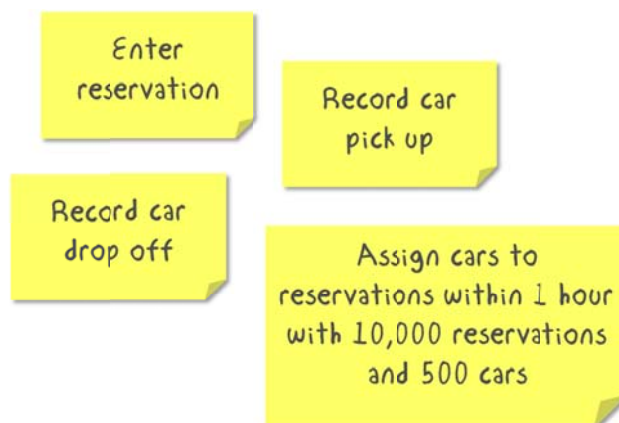 Enter
reservation
Record car
pick up
Record car
drop off
Assign cars to
reservations within 1 hour
with 10,000 reservations
and 500 cars